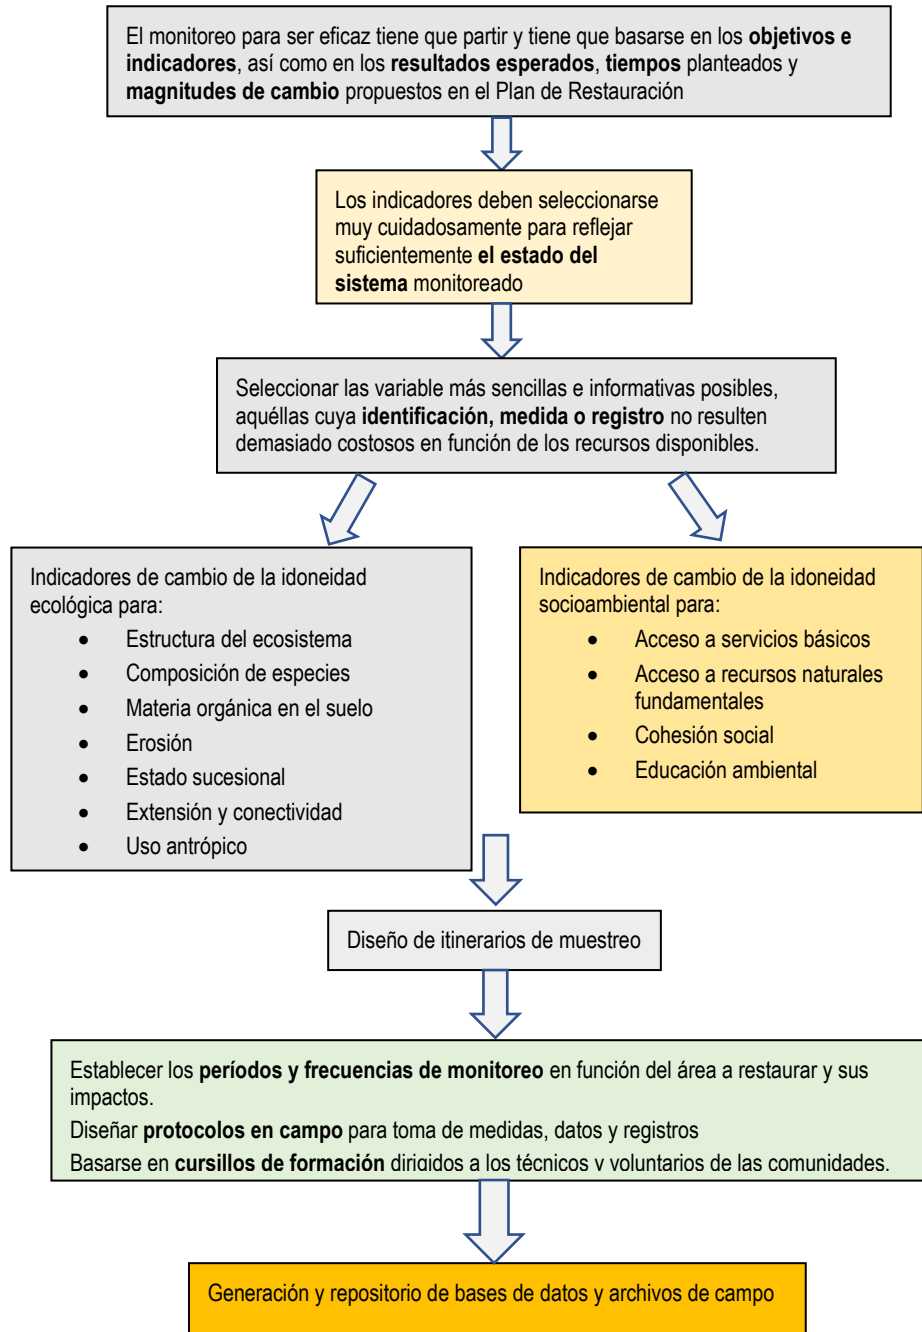 El monitoreo para ser eficaz tiene que partir y tiene que basarse en los objetivos e
indicadores, así como en los resultados esperados, tiempos planteados y
magnitudes de cambio propuestos en el Plan de Restauración
Los indicadores deben seleccionarse
muy cuidadosamente para reflejar
suficientemente el estado del
sistema monitoreado
Seleccionar las variable más sencillas e informativas posibles,
aquéllas cuya identificación, medida o registro no resulten
demasiado costosos en función de los recursos disponibles.
Indicadores de cambio de la idoneidad
ecológica para:
• Estructura del ecosistema
• Composición de especies
• Materia orgánica en el suelo
• Erosión
• Estado sucesional
• Extensión y conectividad
• Uso antrópico
Indicadores de cambio de la idoneidad
socioambiental para:
• Acceso a servicios básicos
• Acceso a recursos naturales
fundamentales
• Cohesión social
• Educación ambiental
Diseño de itinerarios de muestreo
Establecer los períodos y frecuencias de monitoreo en función del área a restaurar y sus
impactos.
Diseñar protocolos en campo para toma de medidas, datos y registros
Basarse en cursillos de formación dirigidos a los técnicos y voluntarios de las comunidades.
Generación y repositorio de bases de datos y archivos de campo